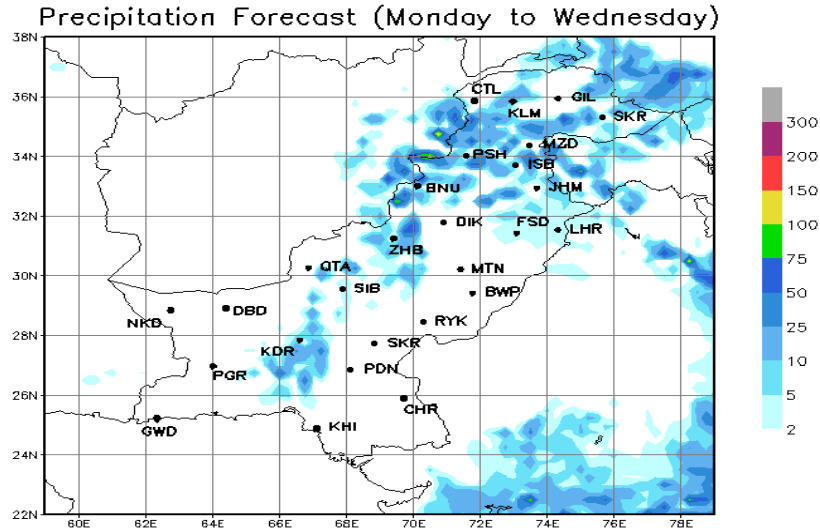 Precipitation Forecast (Monday to Wednesday)
38N
36N
34N
32N
30N
28N
26N
24N
22N
60E
62E
64E
66E
68E
70E
72E
74E
76E
78E
CTL
KLM
GIL
SKR
PSH
MZD
ISB
BNU
JHM
DIK
FSD
LHR
ZHB
QTA
SIB
MTN
BWP
NKD
DBD
RYK
KDR
SKR
PGR
PDN
CHR
GWD
KHI
300
200
150
100
75
50
25
10
5
2